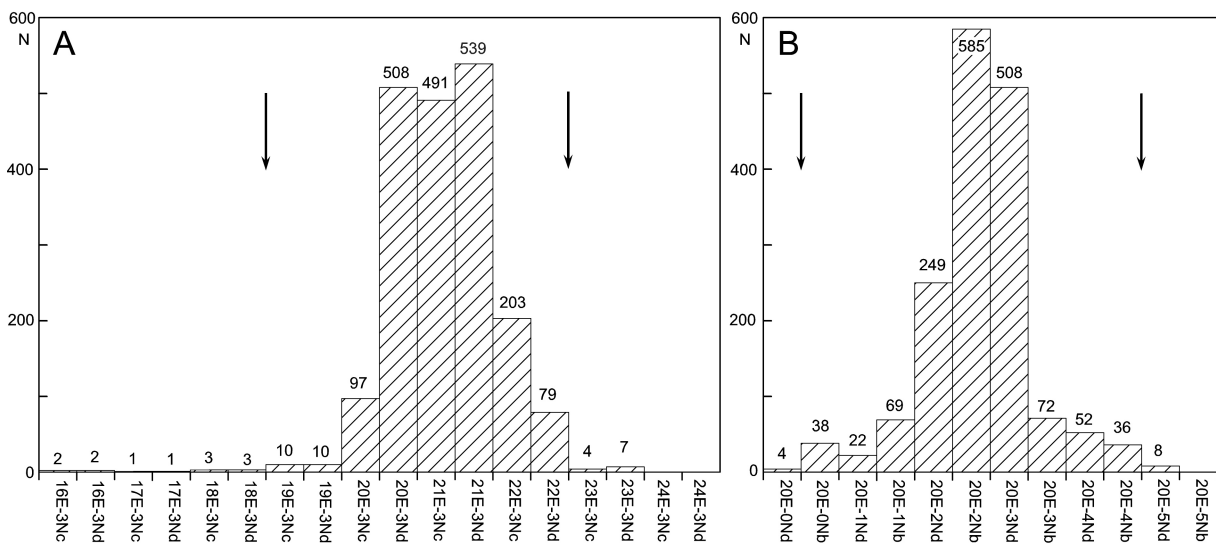 600
N
A
400
200
0
2
2
1
1
3
3
10
10
97
508
491
539
203
79
4
7
16E-3Nc
16E-3Nd
17E-3Nc
17E-3Nd
18E-3Nc
18E-3Nd
19E-3Nc
19E-3Nd
20E-3Nc
20E-3Nd
21E-3Nc
21E-3Nd
22E-3Nc
22E-3Nd
23E-3Nc
23E-3Nd
24E-3Nc
24E-3Nd
600
N
B
400
200
0
4
38
22
69
249
585
508
72
52
36
8
20E-0Nd
20E-0Nb
20E-1Nd
20E-1Nb
20E-2Nd
20E-2Nb
20E-3Nd
20E-3Nb
20E-4Nd
20E-4Nb
20E-5Nd
20E-5Nb